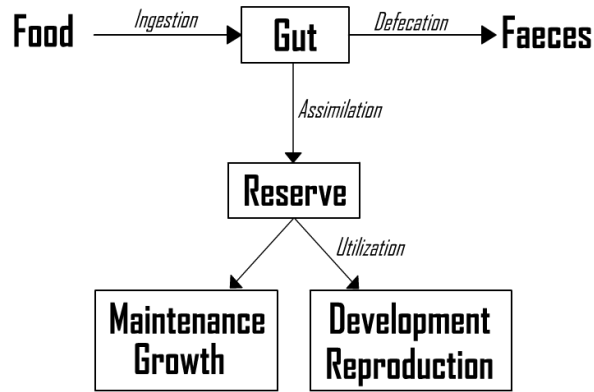 Food
Ingestion
Gut
Defecation
Faeces
Assimilation
Reserve
Utilization
Maintenance
Growth
Development
Reproduction